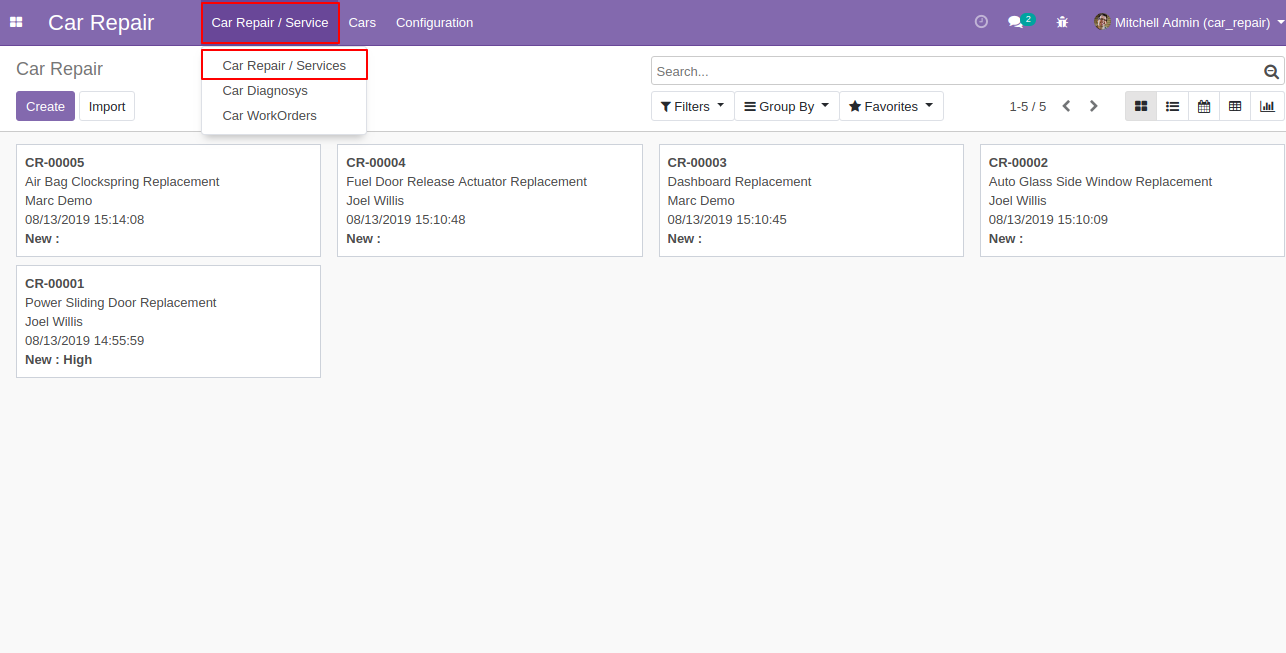 Car Repair
Car Repair / Service
Cars
Configuration
2
Mitchell Admin (car_repair)
Car Repair
Car Repair / Services
Car Diagnosys
Car WorkOrders
Search...
Create
Import
Filters
Group By
Favorites
1-5 / 5
CR-00005
Air Bag Clockspring Replacement
Marc Demo
08/13/2019 15:14:08
New :
CR-00004
Fuel Door Release Actuator Replacement
Joel Willis
08/13/2019 15:10:48
New :
CR-00003
Dashboard Replacement
Marc Demo
08/13/2019 15:10:45
New :
CR-00002
Auto Glass Side Window Replacement
Joel Willis
08/13/2019 15:10:09
New :
CR-00001
Power Sliding Door Replacement
Joel Willis
08/13/2019 14:55:59
New : High